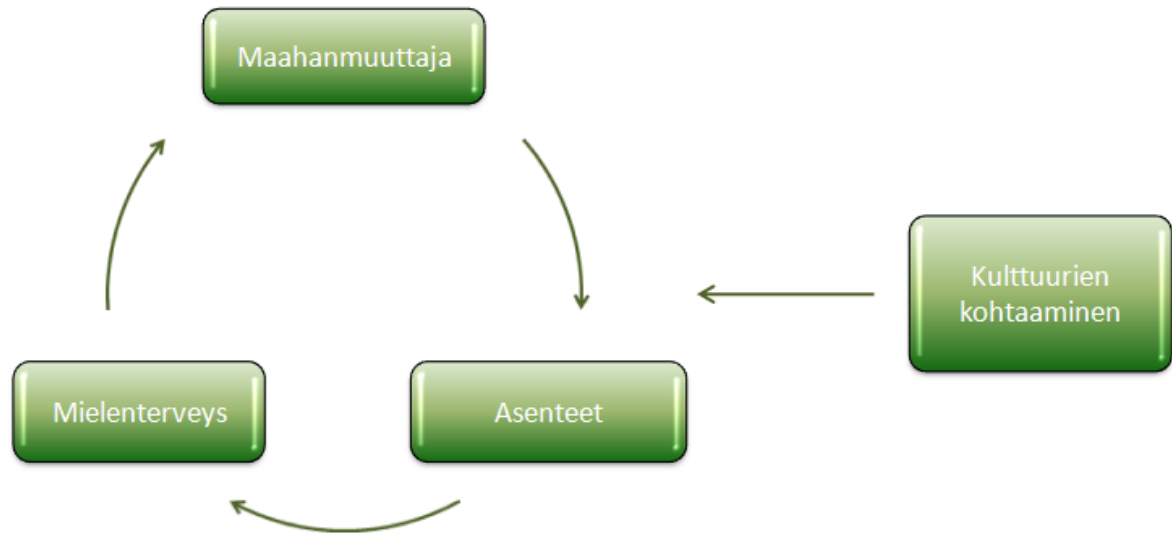 Maahanmuuttaja
Kulttuurien
kohtaaminen
Mielenterveys
Asenteet